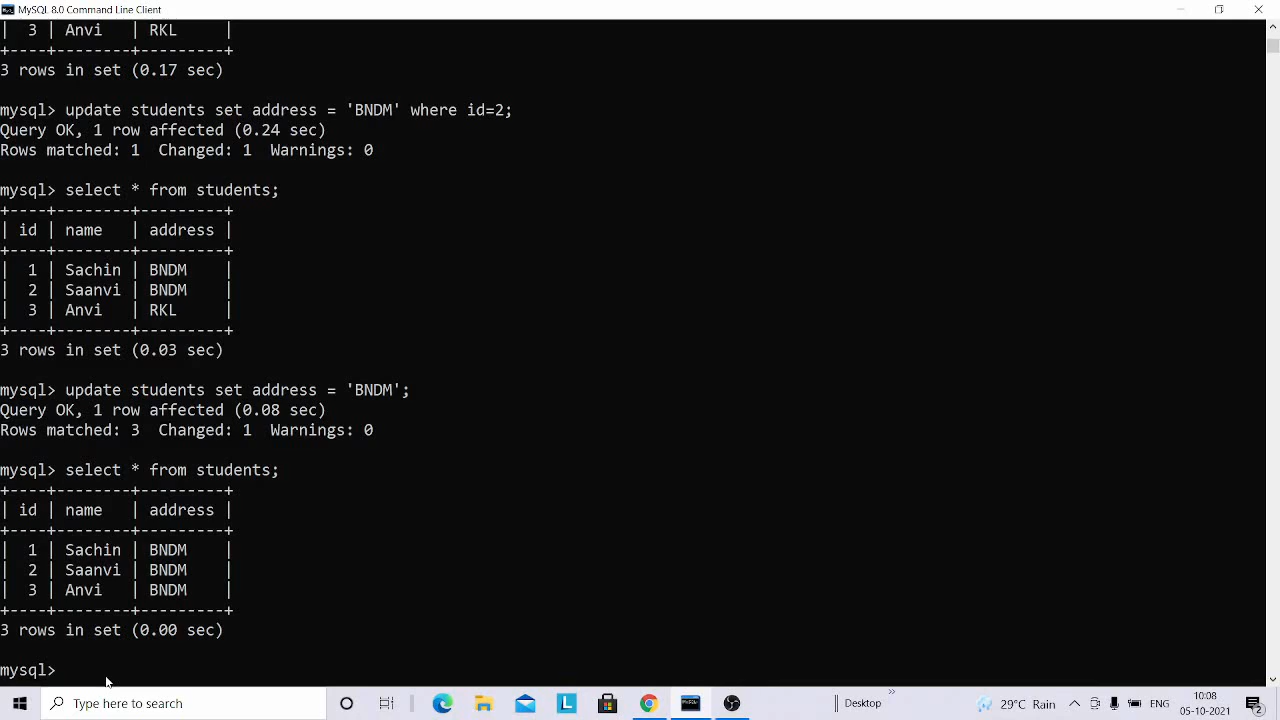 MySQL 8.0 Command Line Client
|  3 | Anvi   | RKL     |
+----+--------+---------+
3 rows in set (0.17 sec)
mysql> update students set address = 'BNDM' where id=2;
Query OK, 1 row affected (0.24 sec)
Rows matched: 1  Changed: 1  Warnings: 0
mysql> select * from students;
+----+--------+---------+
| id | name   | address |
+----+--------+---------+
|  1 | Sachin | BNDM    |
|  2 | Saanvi | BNDM    |
|  3 | Anvi   | RKL     |
+----+--------+---------+
3 rows in set (0.03 sec)
mysql> update students set address = 'BNDM';
Query OK, 1 row affected (0.08 sec)
Rows matched: 3  Changed: 1  Warnings: 0
mysql> select * from students;
+----+--------+---------+
| id | name   | address |
+----+--------+---------+
|  1 | Sachin | BNDM    |
|  2 | Saanvi | BNDM    |
|  3 | Anvi   | BNDM    |
+----+--------+---------+
3 rows in set (0.00 sec)
mysql>
Type here to search
L
Desktop
29°C Rain
ENG
10:08
05-10-2021
2